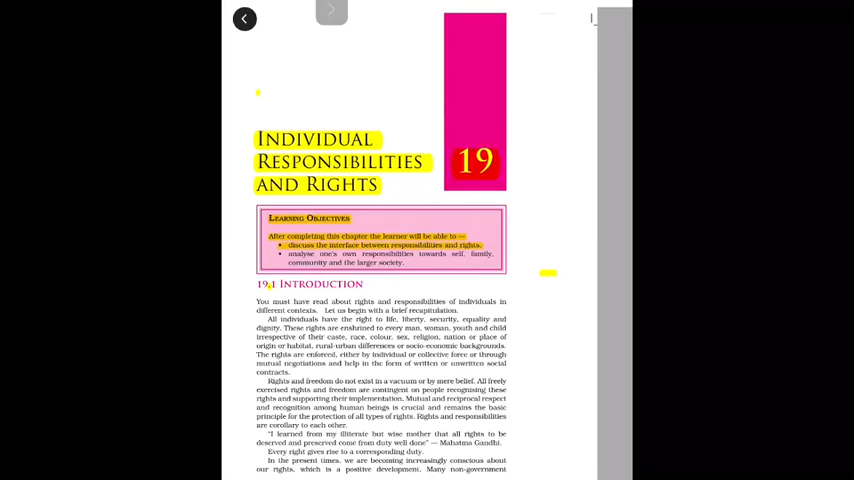 INDIVIDUAL
RESPONSIBILITIES
AND RIGHTS
19
LEARNING OBJECTIVES
After completing this chapter the learner will be able to —
• discuss the interface between responsibilities and rights.
• analyse one's own responsibilities towards self, family,
community and the larger society.
19.1 INTRODUCTION
You must have read about rights and responsibilities of individuals in
different contexts. Let us begin with a brief recapitulation.
All individuals have the right to life, liberty, security, equality and
dignity. These rights are enshrined to every man, woman, youth and child
irrespective of their caste, race, colour, sex, religion, nation or place of
origin or habitat, rural-urban differences or socio-economic backgrounds.
The rights are enforced, either by individual or collective force or through
mutual negotiations and help in the form of written or unwritten social
contracts.
Rights and freedom do not exist in a vacuum or by mere belief. All freely
exercised rights and freedom are contingent on people recognising these
rights and supporting their implementation. Mutual and reciprocal respect
and recognition among human beings is crucial and remains the basic
principle for the protection of all types of rights. Rights and responsibilities
are corollary to each other.
"I learned from my illiterate but wise mother that all rights to be
deserved and preserved come from duty well done" — Mahatma Gandhi.
Every right gives rise to a corresponding duty.
In the present times, we are becoming increasingly conscious about
our rights, which is a positive development. Many non-government